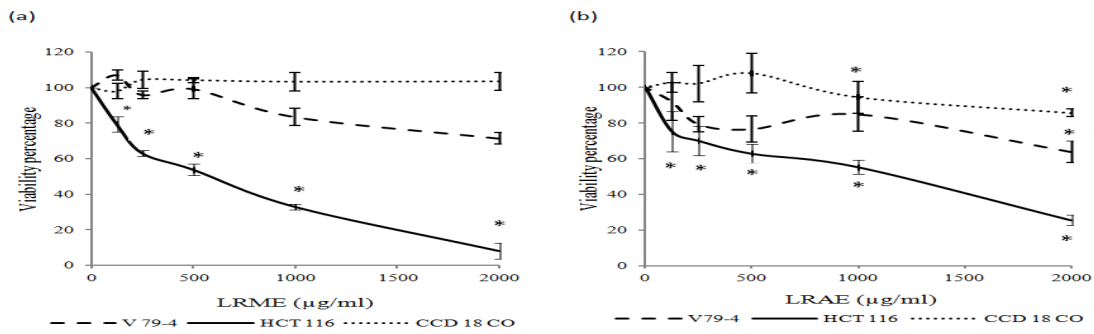 (a)
120
100
80
60
40
20
0
Viability percentage
* * * * *
0 500 1000 1500 2000
LRME (µg/ml)
V 79-4 HCT 116 CCD 18 CO
(b)
120
100
80
60
40
20
0
Viability percentage
* * * * * * * *
0 500 1000 1500 2000
LRAE (µg/ml)
V79-4 HCT 116 CCD 18 CO